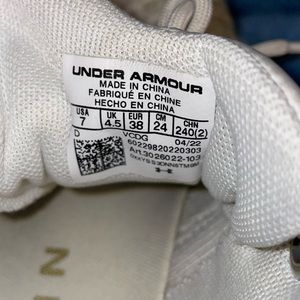 UNDER ARMOUR
MADE IN CHINA
FABRIQUÉ EN CHINE
HECHO EN CHINA
USA UK EUR CM CHN
7 4.5 38 24 240(2)
D VCDG 04/22
60229820220303
Art.3026022-103
N